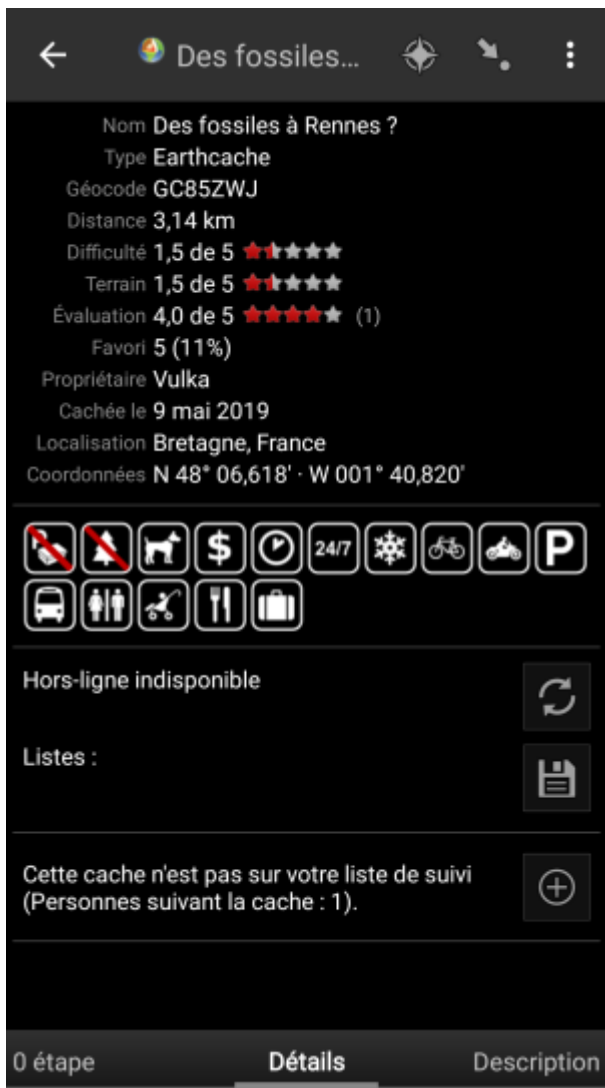 Des fossiles...
Nom Des fossiles à Rennes ?
Type Earthcache
Géocode GC85ZWJ
Distance 3,14 km
Difficulté 1,5 de 5
Terrain 1,5 de 5
Évaluation 4,0 de 5 (1)
Favori 5 (11%)
Propriétaire Vulka
Cachée le 9 mai 2019
Localisation Bretagne, France
Coordonnées N 48° 06,618' · W 001° 40,820'
$ 24/7 P
Hors-ligne indisponible
Listes :
Cette cache n'est pas sur votre liste de suivi
(Personnes suivant la cache : 1).
0 étape Détails Description